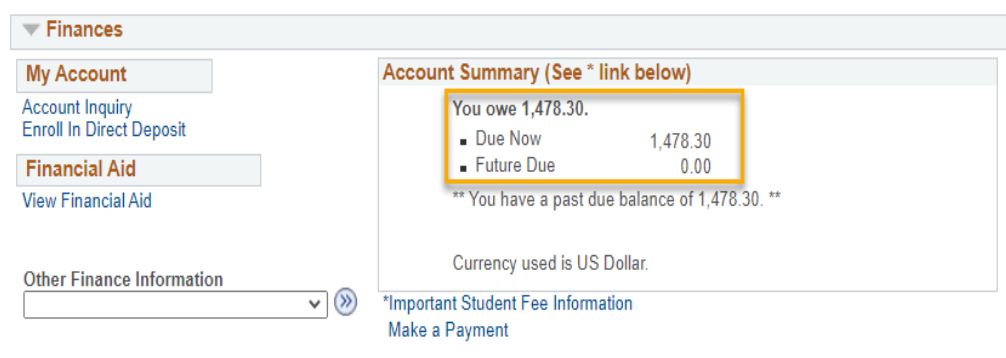 Finances
My Account
Account Inquiry
Enroll In Direct Deposit
Financial Aid
View Financial Aid
Other Finance Information
Account Summary (See * link below)
You owe 1,478.30.
▪ Due Now 1,478.30
▪ Future Due 0.00
** You have a past due balance of 1,478.30. **
Currency used is US Dollar.
*Important Student Fee Information
Make a Payment